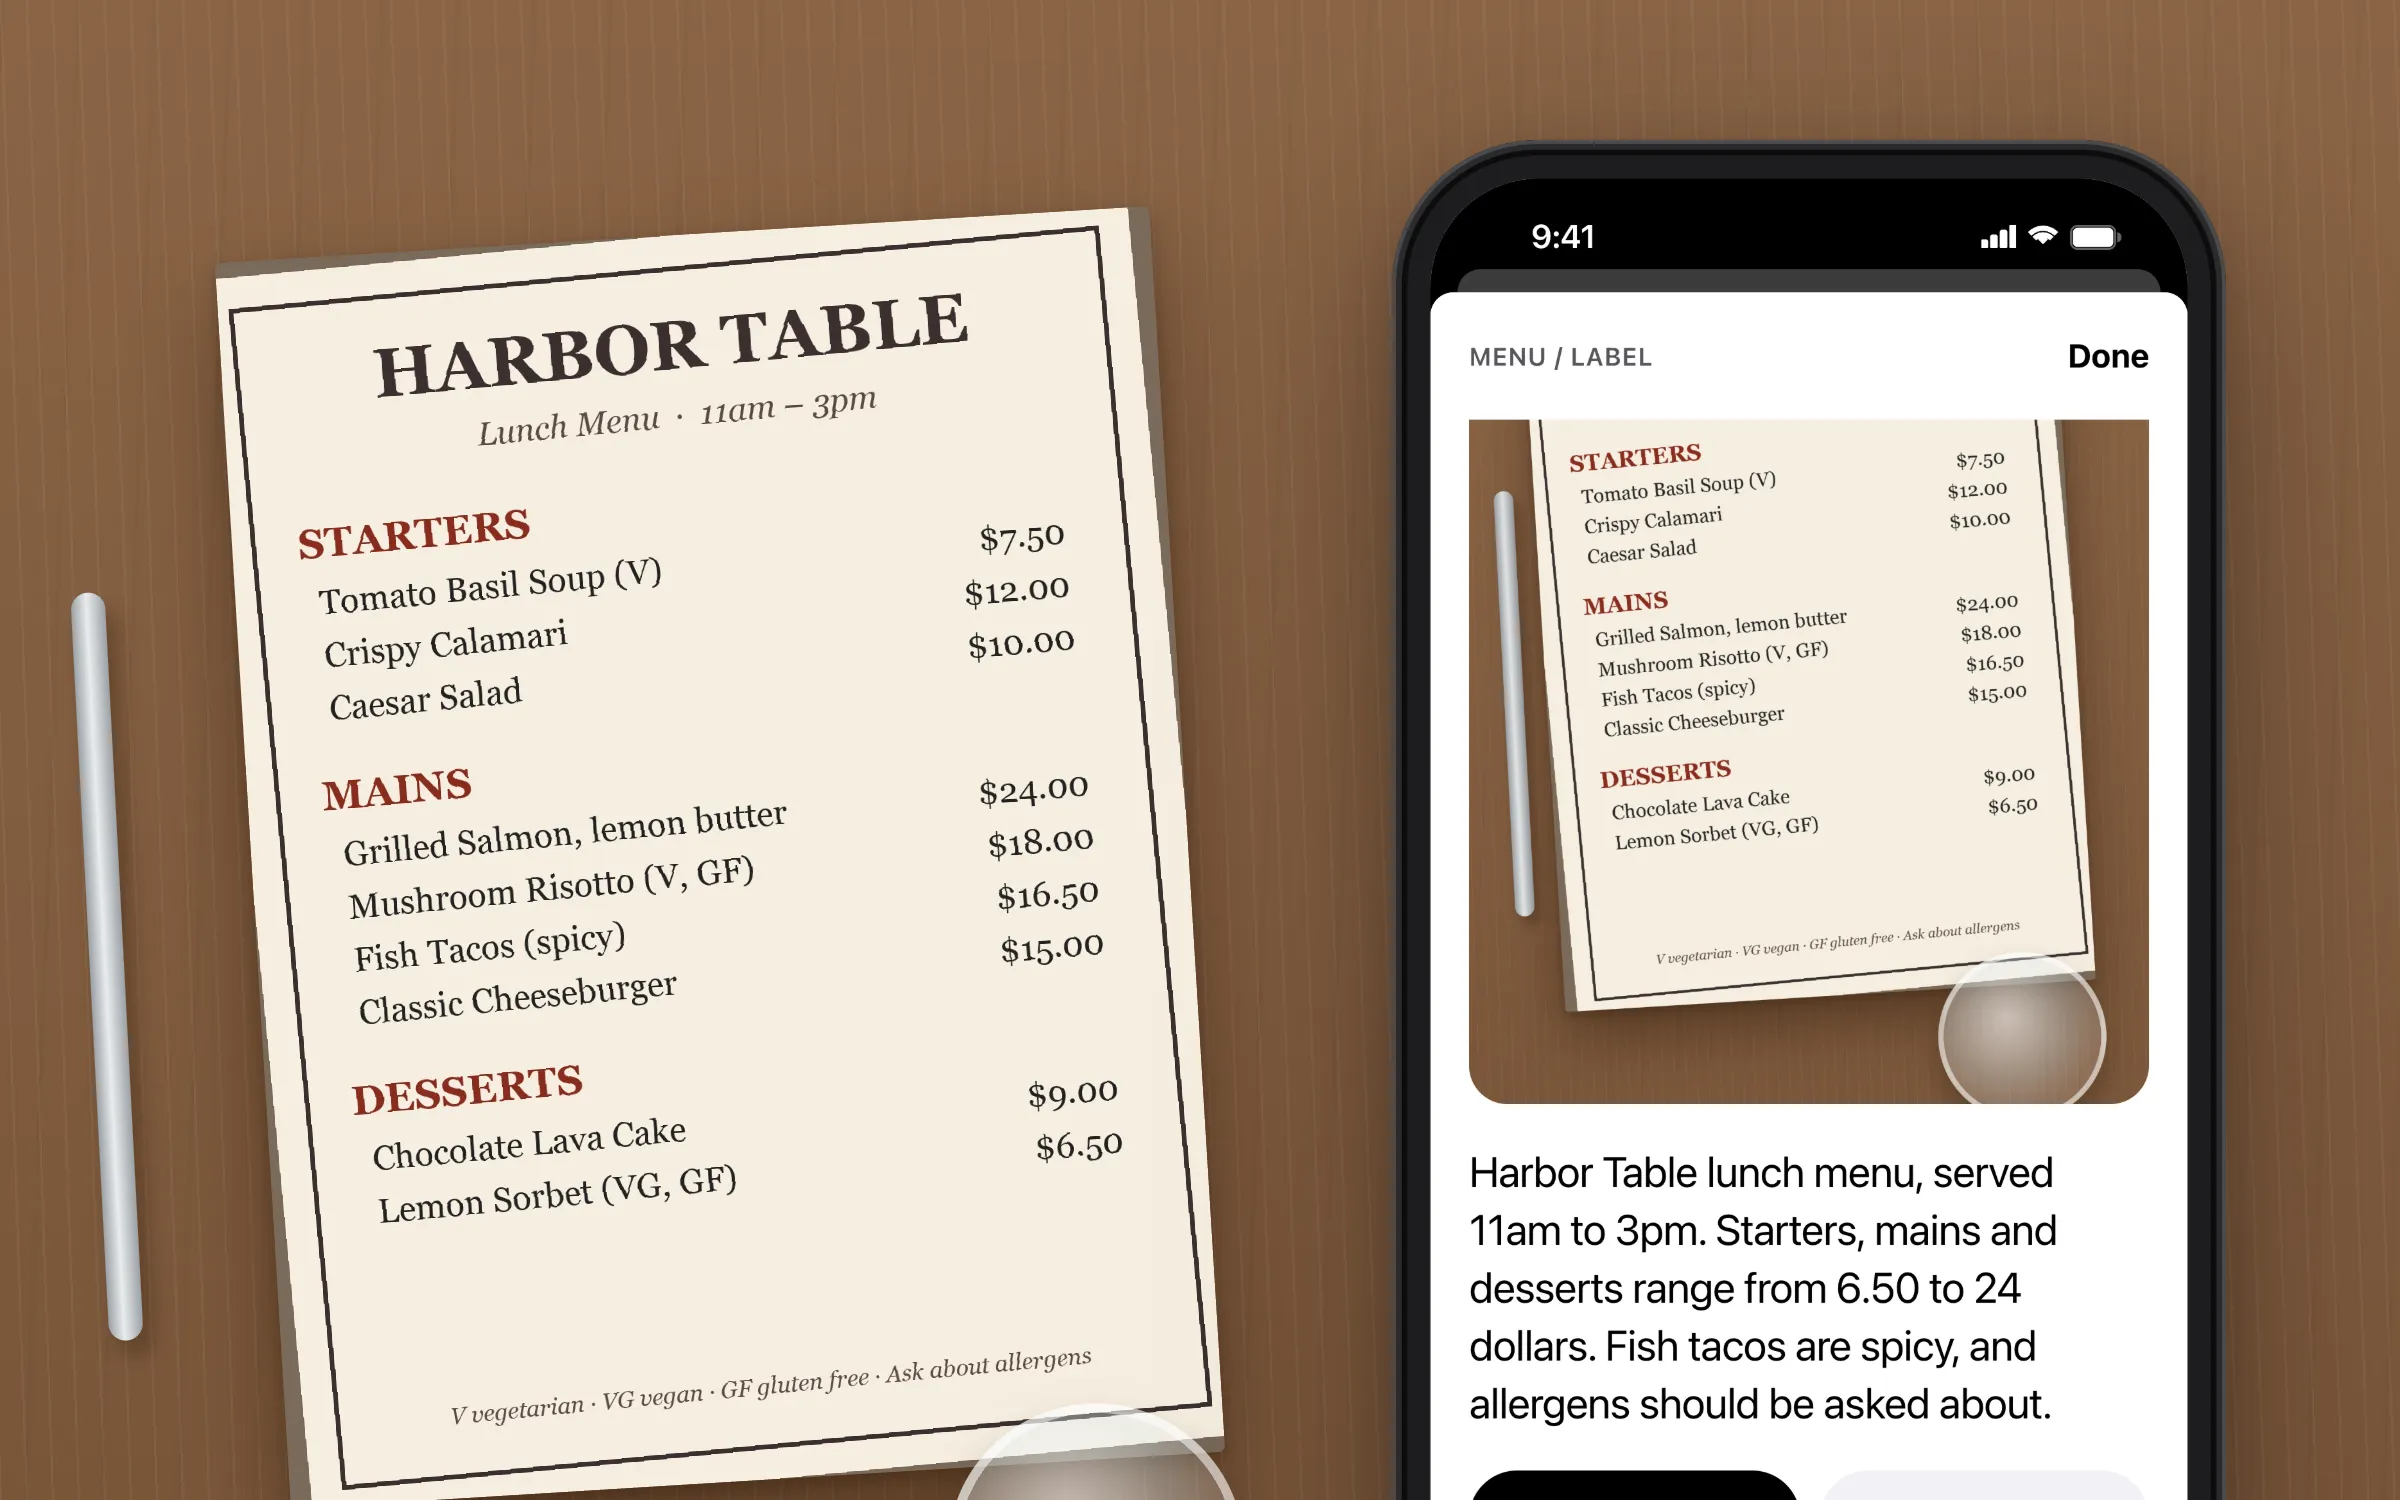 HARBOR TABLE
Lunch Menu · 11am – 3pm
STARTERS
Tomato Basil Soup (V) $7.50
Crispy Calamari $12.00
Caesar Salad $10.00
MAINS
Grilled Salmon, lemon butter $24.00
Mushroom Risotto (V, GF) $18.00
Fish Tacos (spicy) $16.50
Classic Cheeseburger $15.00
DESSERTS
Chocolate Lava Cake $9.00
Lemon Sorbet (VG, GF) $6.50
V vegetarian · VG vegan · GF gluten free · Ask about allergens
9:41
MENU / LABEL Done
STARTERS
Tomato Basil Soup (V) $7.50
Crispy Calamari $12.00
Caesar Salad $10.00
MAINS
Grilled Salmon, lemon butter $24.00
Mushroom Risotto (V, GF) $18.00
Fish Tacos (spicy) $16.50
Classic Cheeseburger $15.00
DESSERTS
Chocolate Lava Cake $9.00
Lemon Sorbet (VG, GF) $6.50
V vegetarian · VG vegan · GF gluten free · Ask about allergens
Harbor Table lunch menu, served
11am to 3pm. Starters, mains and
desserts range from 6.50 to 24
dollars. Fish tacos are spicy, and
allergens should be asked about.